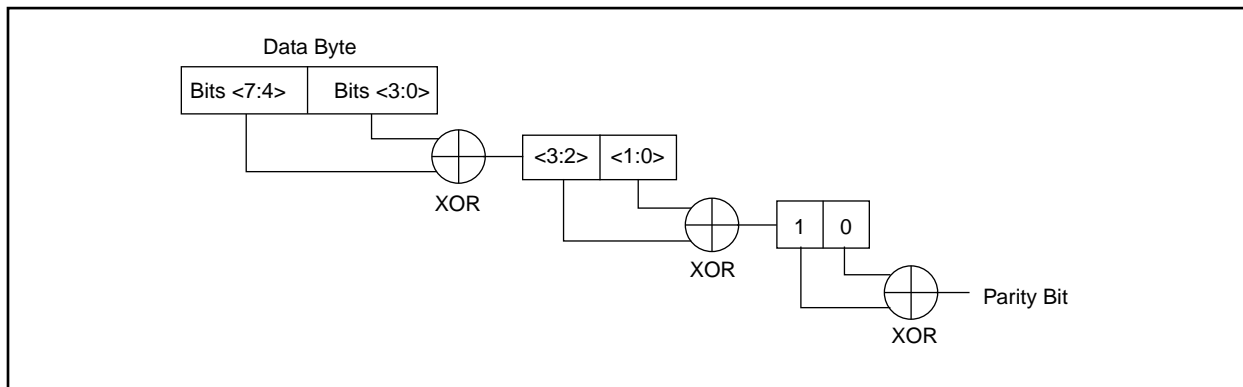 Data Byte
Bits <7:4> Bits <3:0>
XOR
<3:2> <1:0>
XOR
1 0
XOR
Parity Bit